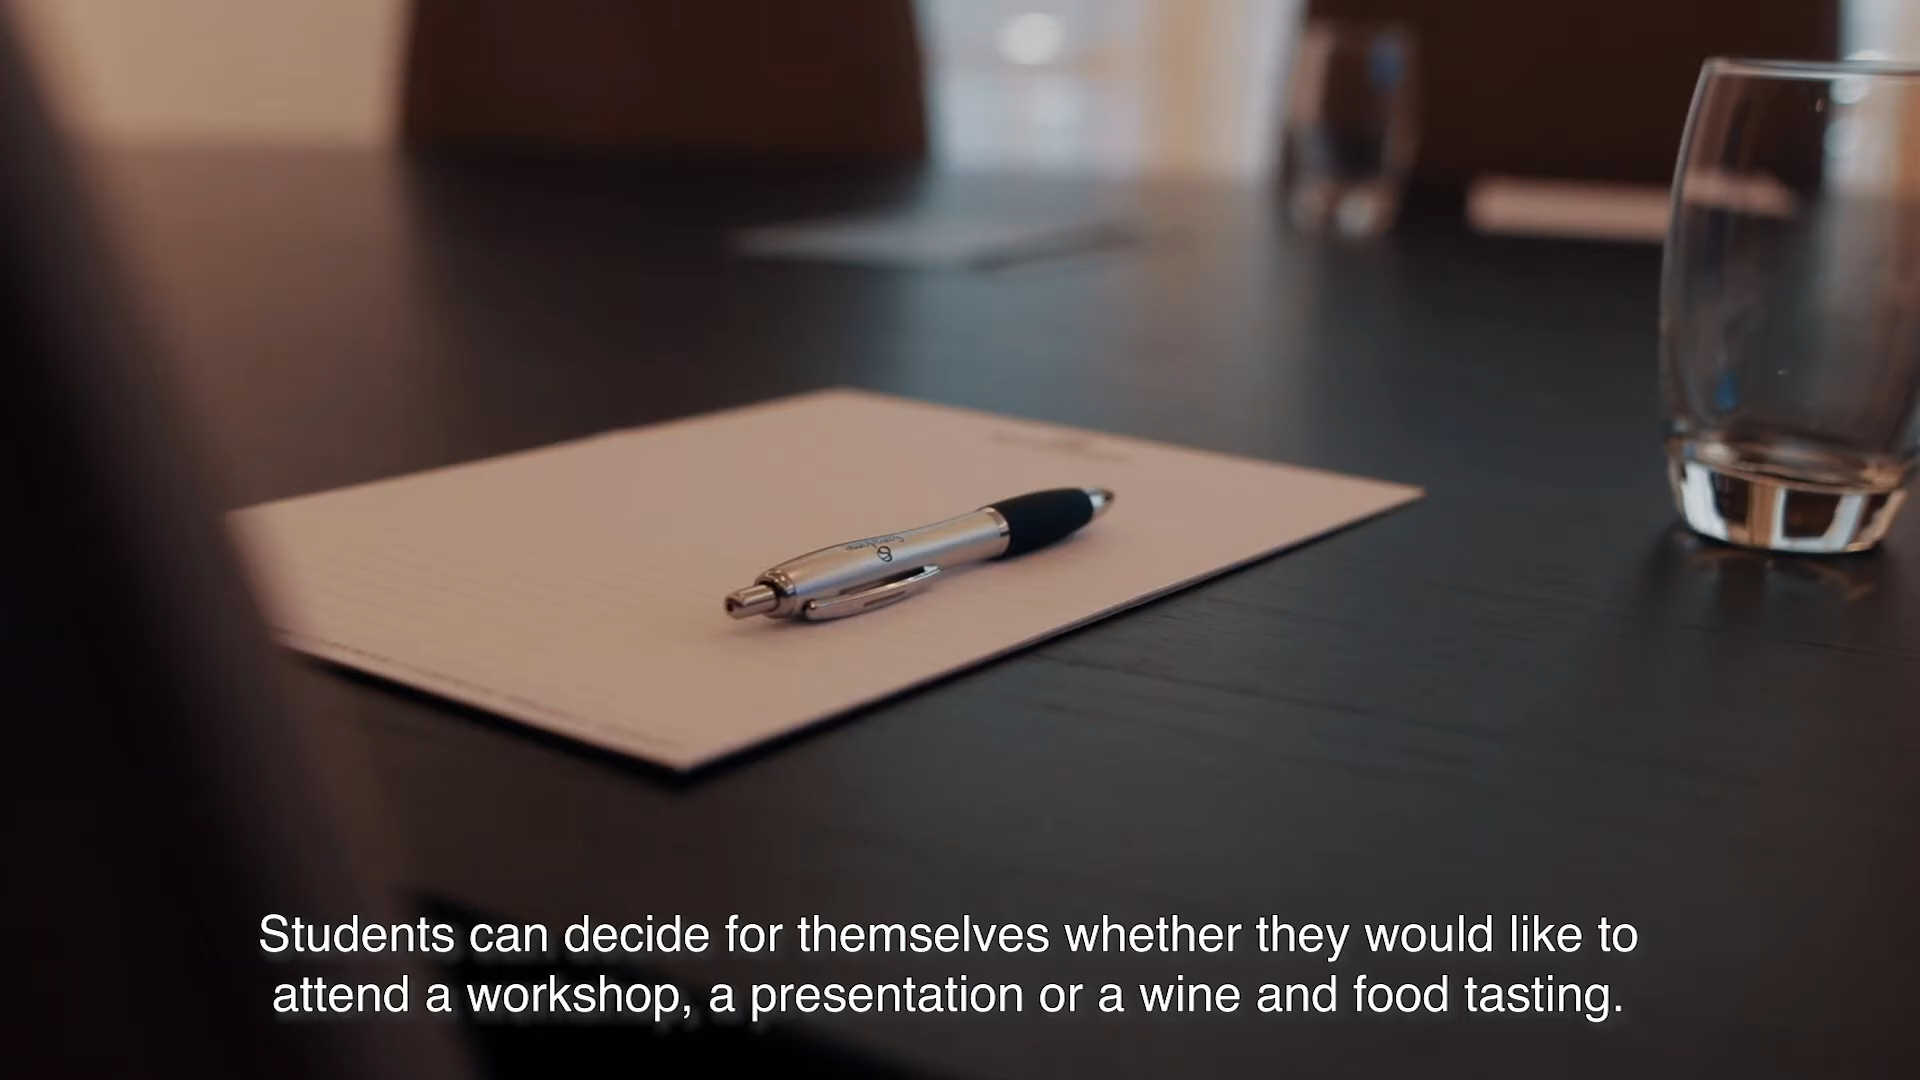 Students can decide for themselves whether they would like to
attend a workshop, a presentation or a wine and food tasting.